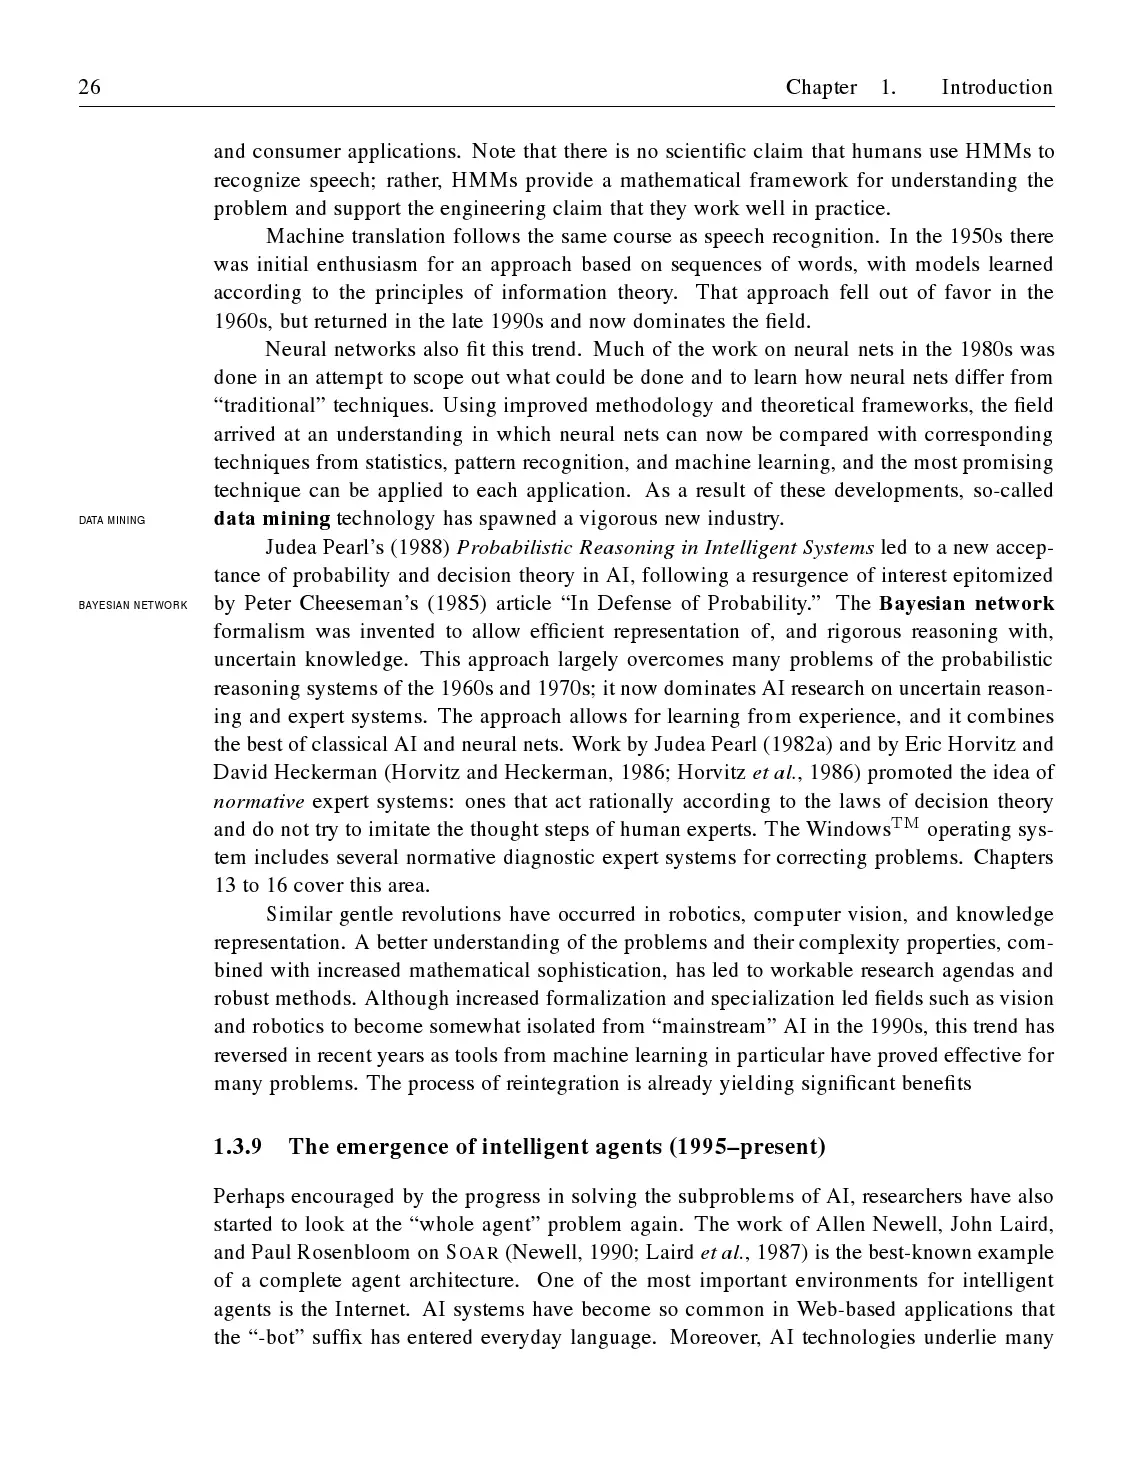 26 Chapter 1. Introduction
and consumer applications. Note that there is no scientific claim that humans use HMMs to
recognize speech; rather, HMMs provide a mathematical framework for understanding the
problem and support the engineering claim that they work well in practice.
Machine translation follows the same course as speech recognition. In the 1950s there
was initial enthusiasm for an approach based on sequences of words, with models learned
according to the principles of information theory. That approach fell out of favor in the
1960s, but returned in the late 1990s and now dominates the field.
Neural networks also fit this trend. Much of the work on neural nets in the 1980s was
done in an attempt to scope out what could be done and to learn how neural nets differ from
“traditional” techniques. Using improved methodology and theoretical frameworks, the field
arrived at an understanding in which neural nets can now be compared with corresponding
techniques from statistics, pattern recognition, and machine learning, and the most promising
technique can be applied to each application. As a result of these developments, so-called
DATA MINING data mining technology has spawned a vigorous new industry.
Judea Pearl’s (1988) Probabilistic Reasoning in Intelligent Systems led to a new accep-
tance of probability and decision theory in AI, following a resurgence of interest epitomized
BAYESIAN NETWORK by Peter Cheeseman’s (1985) article “In Defense of Probability.” The Bayesian network
formalism was invented to allow efficient representation of, and rigorous reasoning with,
uncertain knowledge. This approach largely overcomes many problems of the probabilistic
reasoning systems of the 1960s and 1970s; it now dominates AI research on uncertain reason-
ing and expert systems. The approach allows for learning from experience, and it combines
the best of classical AI and neural nets. Work by Judea Pearl (1982a) and by Eric Horvitz and
David Heckerman (Horvitz and Heckerman, 1986; Horvitz et al., 1986) promoted the idea of
normative expert systems: ones that act rationally according to the laws of decision theory
and do not try to imitate the thought steps of human experts. The Windows™ operating sys-
tem includes several normative diagnostic expert systems for correcting problems. Chapters
13 to 16 cover this area.
Similar gentle revolutions have occurred in robotics, computer vision, and knowledge
representation. A better understanding of the problems and their complexity properties, com-
bined with increased mathematical sophistication, has led to workable research agendas and
robust methods. Although increased formalization and specialization led fields such as vision
and robotics to become somewhat isolated from “mainstream” AI in the 1990s, this trend has
reversed in recent years as tools from machine learning in particular have proved effective for
many problems. The process of reintegration is already yielding significant benefits
1.3.9 The emergence of intelligent agents (1995–present)
Perhaps encouraged by the progress in solving the subproblems of AI, researchers have also
started to look at the “whole agent” problem again. The work of Allen Newell, John Laird,
and Paul Rosenbloom on SOAR (Newell, 1990; Laird et al., 1987) is the best-known example
of a complete agent architecture. One of the most important environments for intelligent
agents is the Internet. AI systems have become so common in Web-based applications that
the “-bot” suffix has entered everyday language. Moreover, AI technologies underlie many